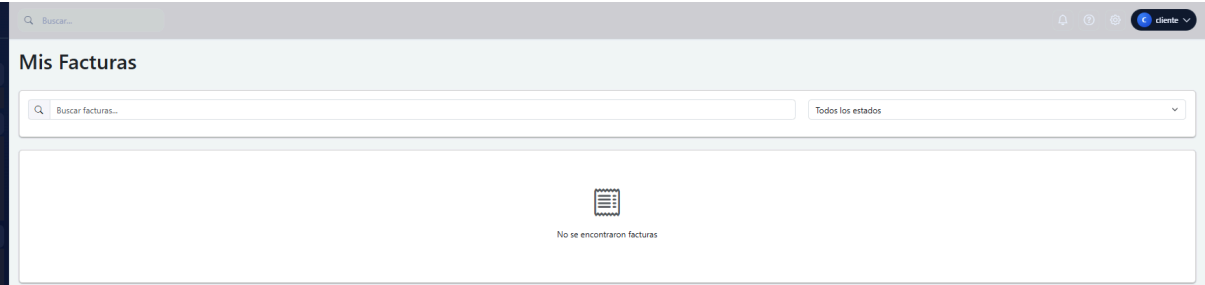 Buscar...
C cliente
Mis Facturas
Buscar facturas...
Todos los estados
No se encontraron facturas